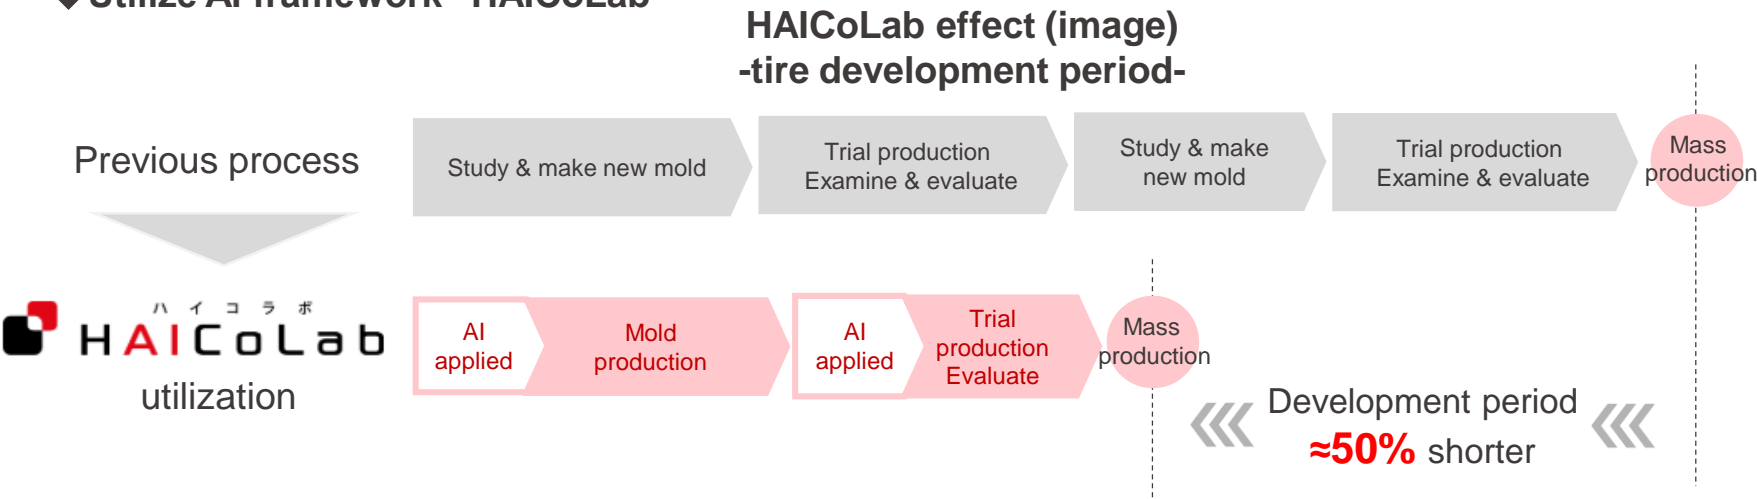 HAICoLab effect (image)
-tire development period-
Previous process
Study & make new mold
Trial production
Examine & evaluate
Study & make
new mold
Trial production
Examine & evaluate
Mass
production
ハイコラボ
HAICoLab
utilization
AI
applied
Mold
production
AI
applied
Trial
production
Evaluate
Mass
production
Development period
≈50% shorter